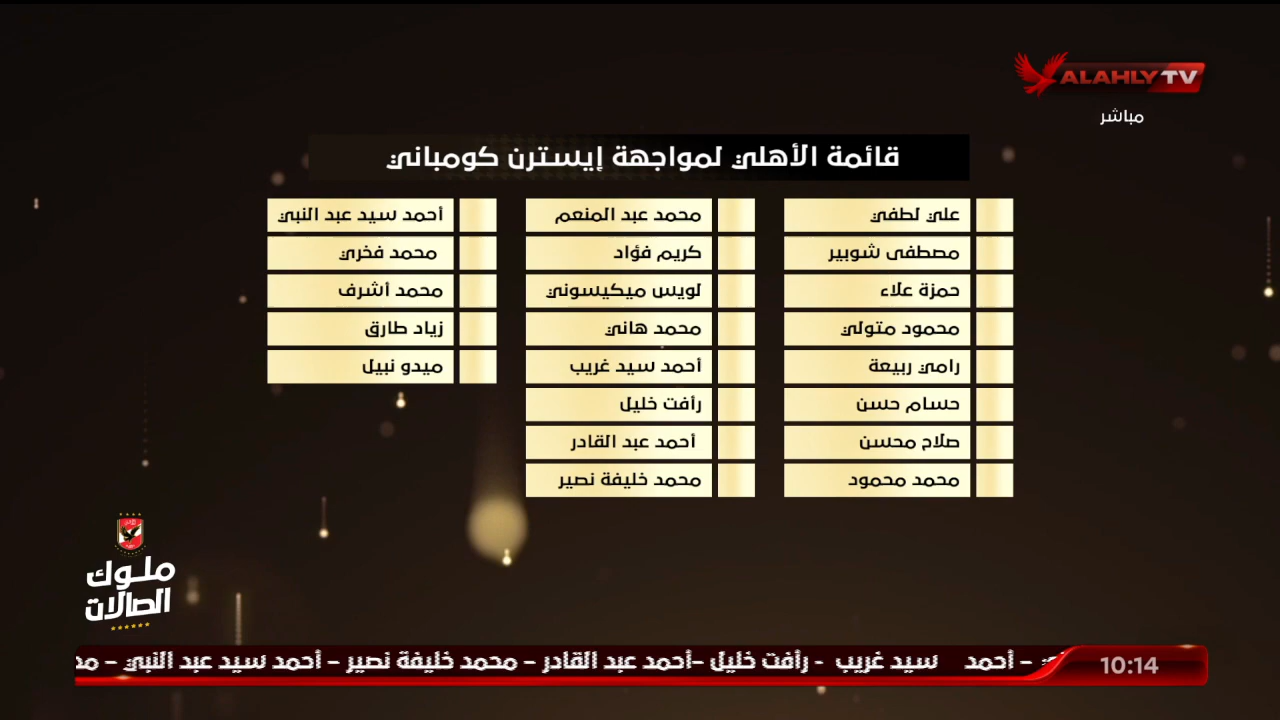 ALAHLY TV
مباشر
قائمة الأهلي لمواجهة إيسترن كومباني
علي لطفي
مصطفى شوبير
حمزة علاء
محمود متولي
رامي ربيعة
حسام حسن
صلاح محسن
محمد محمود
محمد عبد المنعم
كريم فؤاد
لويس ميكيسوني
محمد هاني
أحمد سيد غريب
رأفت خليل
أحمد عبد القادر
محمد خليفة نصير
أحمد سيد عبد النبي
محمد فخري
محمد أشرف
زياد طارق
ميدو نبيل
ملوك
الصالات
10:14
– أحمد سيد غريب - رأفت خليل –أحمد عبد القادر – محمد خليفة نصير – أحمد سيد عبد النبي –